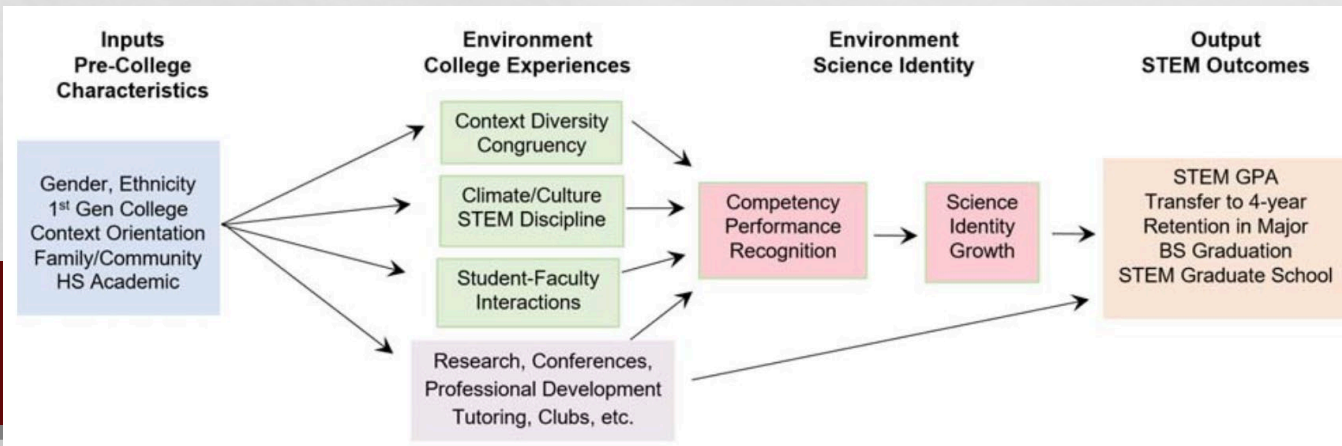 Inputs
Pre-College
Characteristics
Environment
College Experiences
Environment
Science Identity
Output
STEM Outcomes
Gender, Ethnicity
1st Gen College
Context Orientation
Family/Community
HS Academic
Context Diversity
Congruency
Climate/Culture
STEM Discipline
Student-Faculty
Interactions
Research, Conferences,
Professional Development
Tutoring, Clubs, etc.
Competency
Performance
Recognition
Science
Identity
Growth
STEM GPA
Transfer to 4-year
Retention in Major
BS Graduation
STEM Graduate School